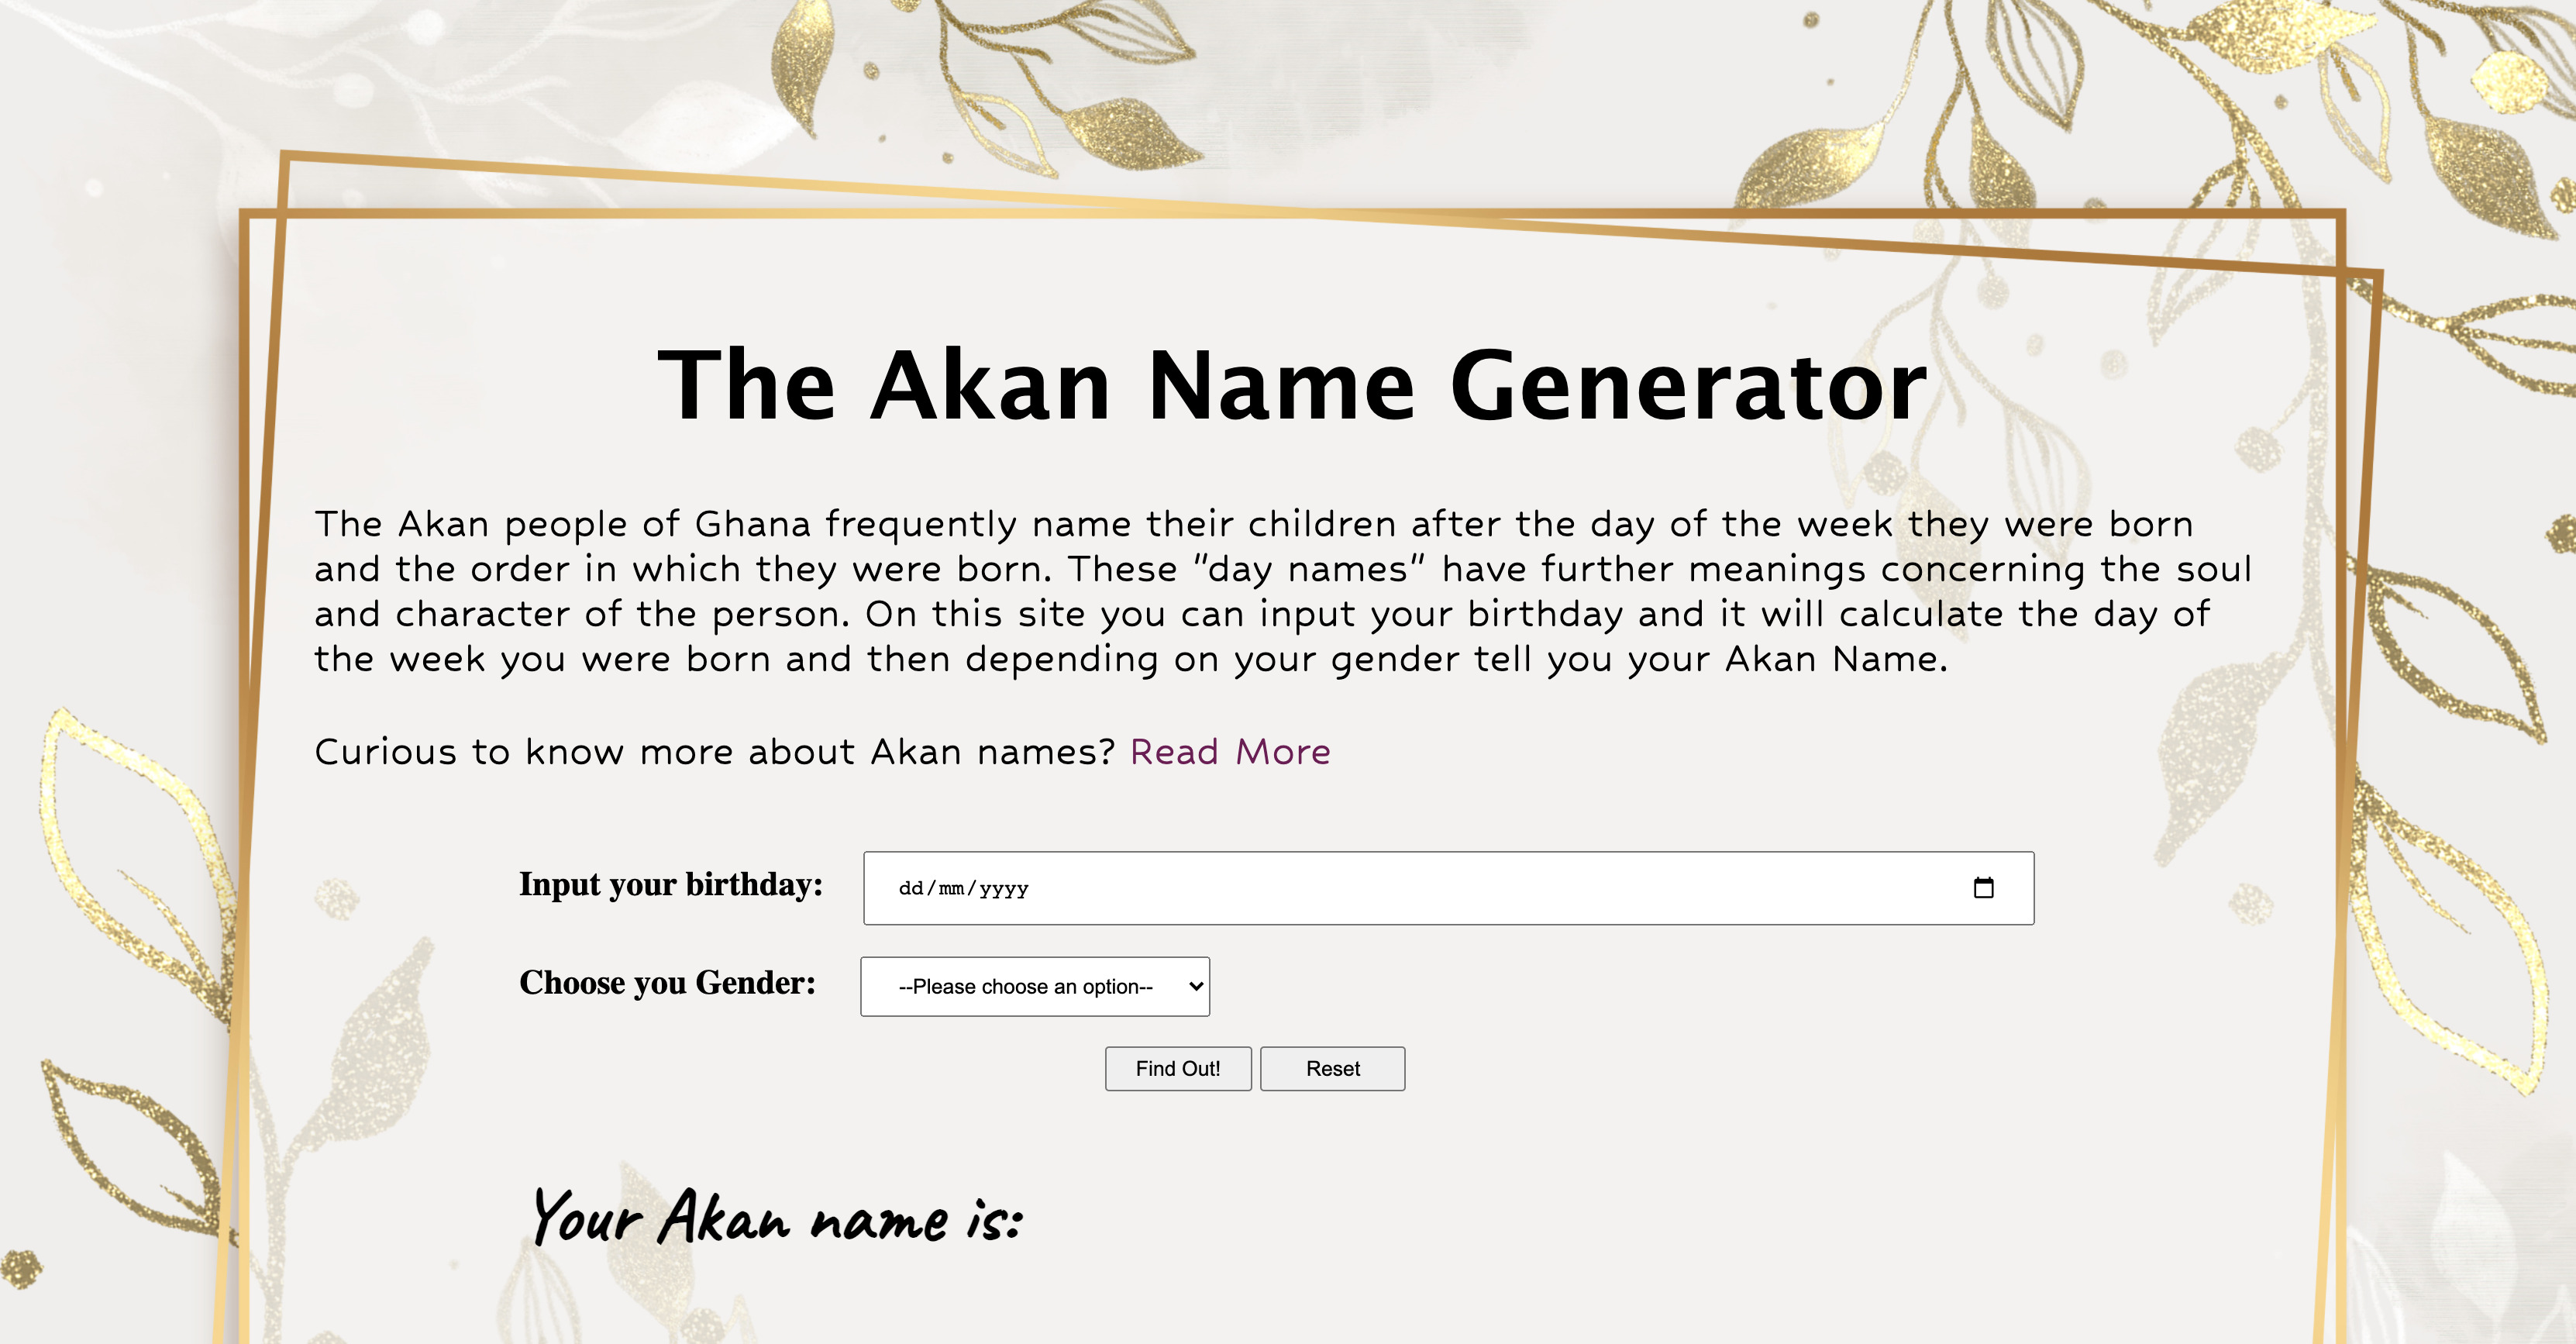 The Akan Name Generator
The Akan people of Ghana frequently name their children after the day of the week they were born
and the order in which they were born. These "day names" have further meanings concerning the soul
and character of the person. On this site you can input your birthday and it will calculate the day of
the week you were born and then depending on your gender tell you your Akan Name.
Curious to know more about Akan names? Read More
Input your birthday: dd/mm/yyyy
Choose you Gender: --Please choose an option--
Find Out! Reset
Your Akan name is: